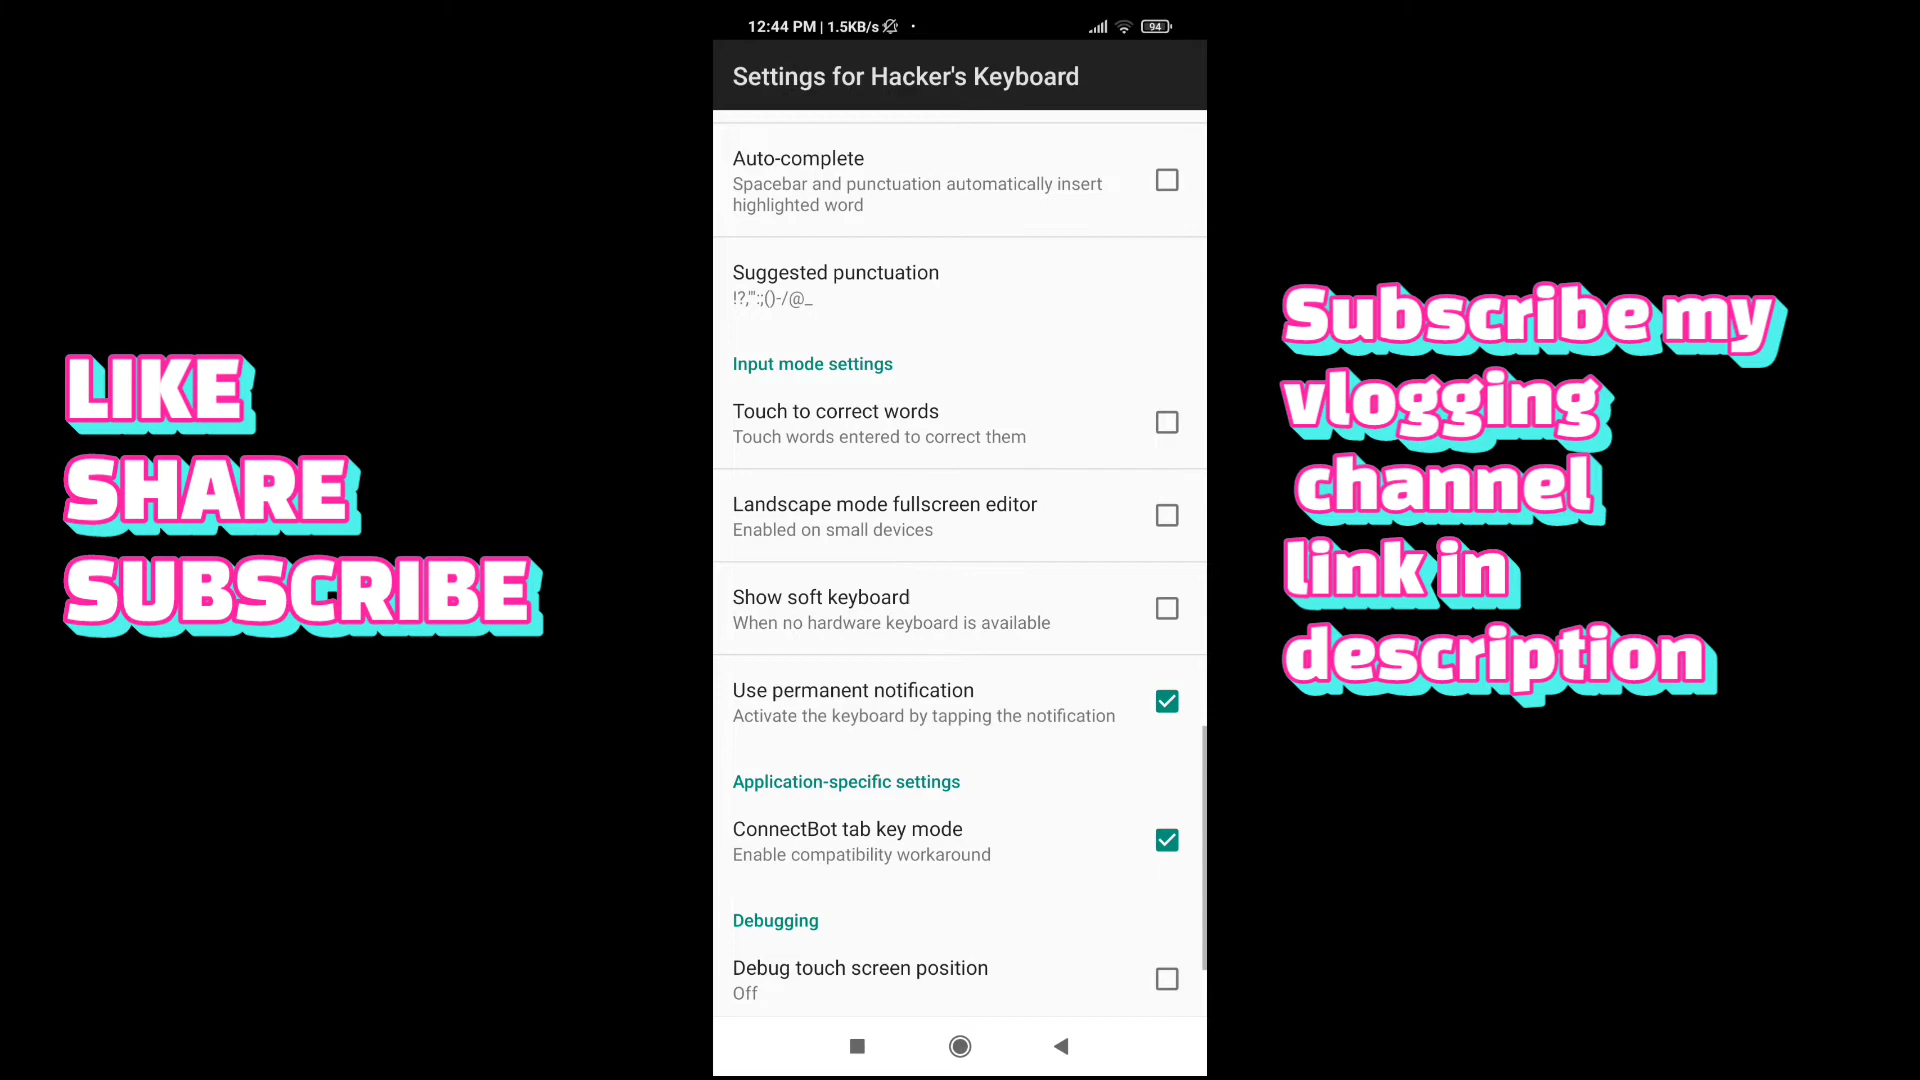 12:44 PM | 1.5KB/s
94
Settings for Hacker's Keyboard
Auto-complete
Spacebar and punctuation automatically insert
highlighted word
Suggested punctuation
!?,'":;()-/@_
Input mode settings
Touch to correct words
Touch words entered to correct them
Landscape mode fullscreen editor
Enabled on small devices
Show soft keyboard
When no hardware keyboard is available
Use permanent notification
Activate the keyboard by tapping the notification
Application-specific settings
ConnectBot tab key mode
Enable compatibility workaround
Debugging
Debug touch screen position
Off
LIKE
SHARE
SUBSCRIBE
Subscribe my
vlogging
channel
link in
description